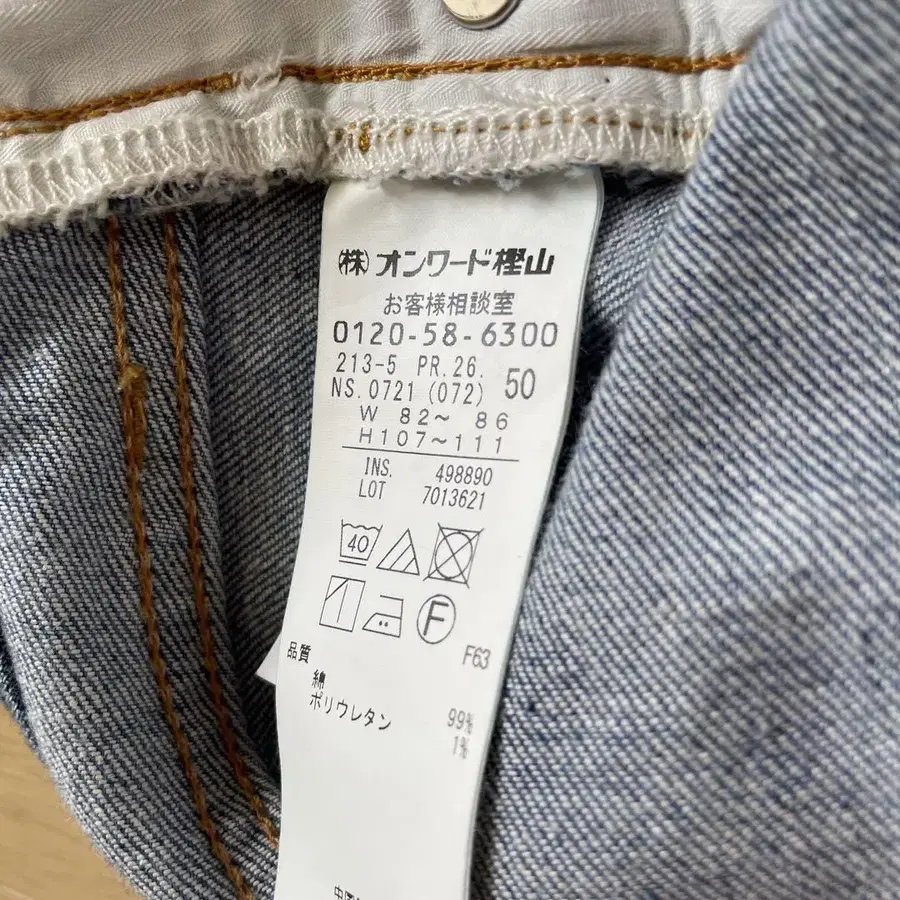 (株)オンワード樫山
お客様相談室
0120-58-6300
213-5 PR.26.
NS.0721 (072) 50
W 82～ 86
H107～111
INS. 498890
LOT 7013621
40
F
F63
品質
綿 99%
ポリウレタン 1%